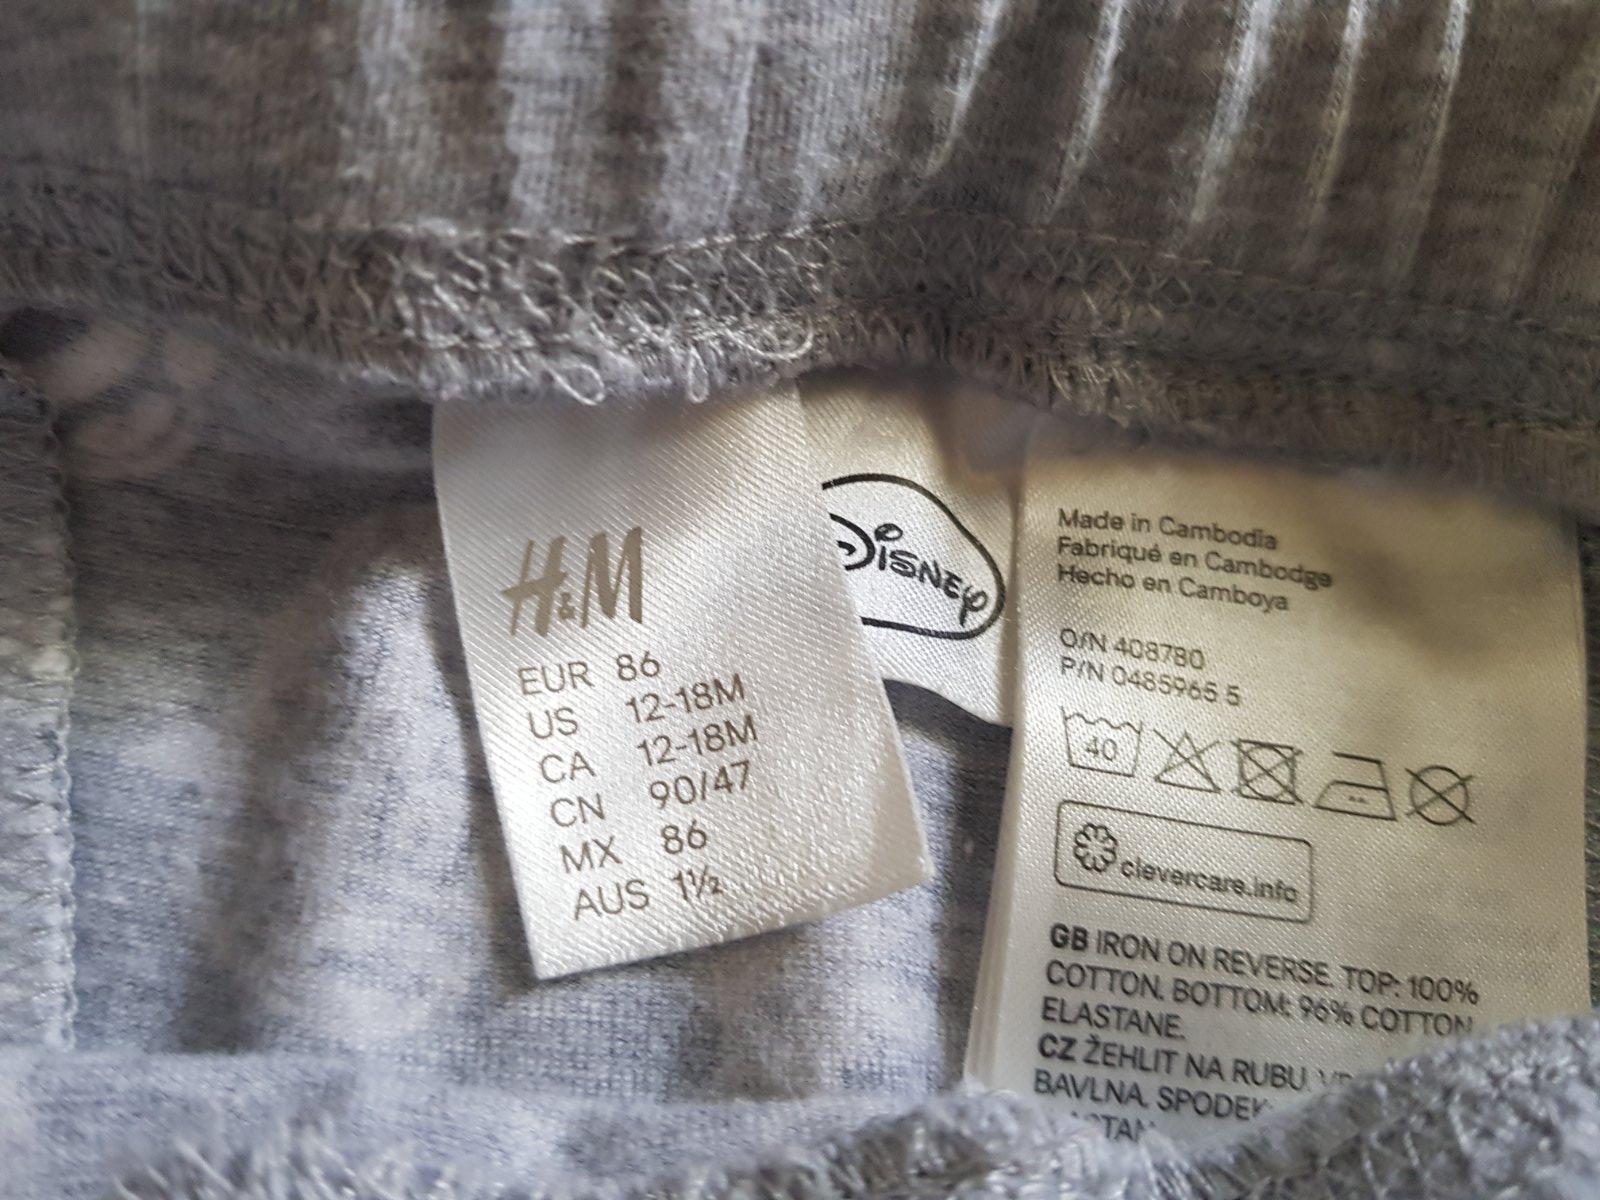 H&M
EUR 86
US 12-18M
CA 12-18M
CN 90/47
MX 86
AUS 1½
Disney
Made in Cambodia
Fabriqué en Cambodge
Hecho en Camboya
O/N 408780
P/N 0485965 5
40
clevercare.info
GB IRON ON REVERSE. TOP: 100%
COTTON. BOTTOM: 96% COTTON
ELASTANE.
CZ ŽEHLIT NA RUBU.
BAVLNA. SPODEK: